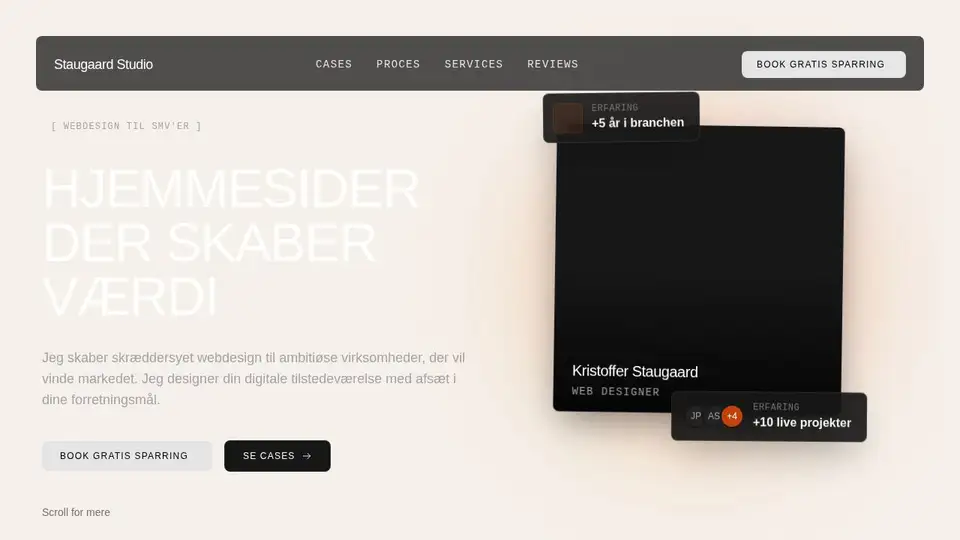 Staugaard Studio
CASES PROCES SERVICES REVIEWS
BOOK GRATIS SPARRING
[ WEBDESIGN TIL SMV'ER ]
HJEMMESIDER
DER SKABER
VÆRDI
Jeg skaber skræddersyet webdesign til ambitiøse virksomheder, der vil
vinde markedet. Jeg designer din digitale tilstedeværelse med afsæt i
dine forretningsmål.
BOOK GRATIS SPARRING
SE CASES →
Scroll for mere
ERFARING
+5 år i branchen
Kristoffer Staugaard
WEB DESIGNER
JP AS +4
ERFARING
+10 live projekter